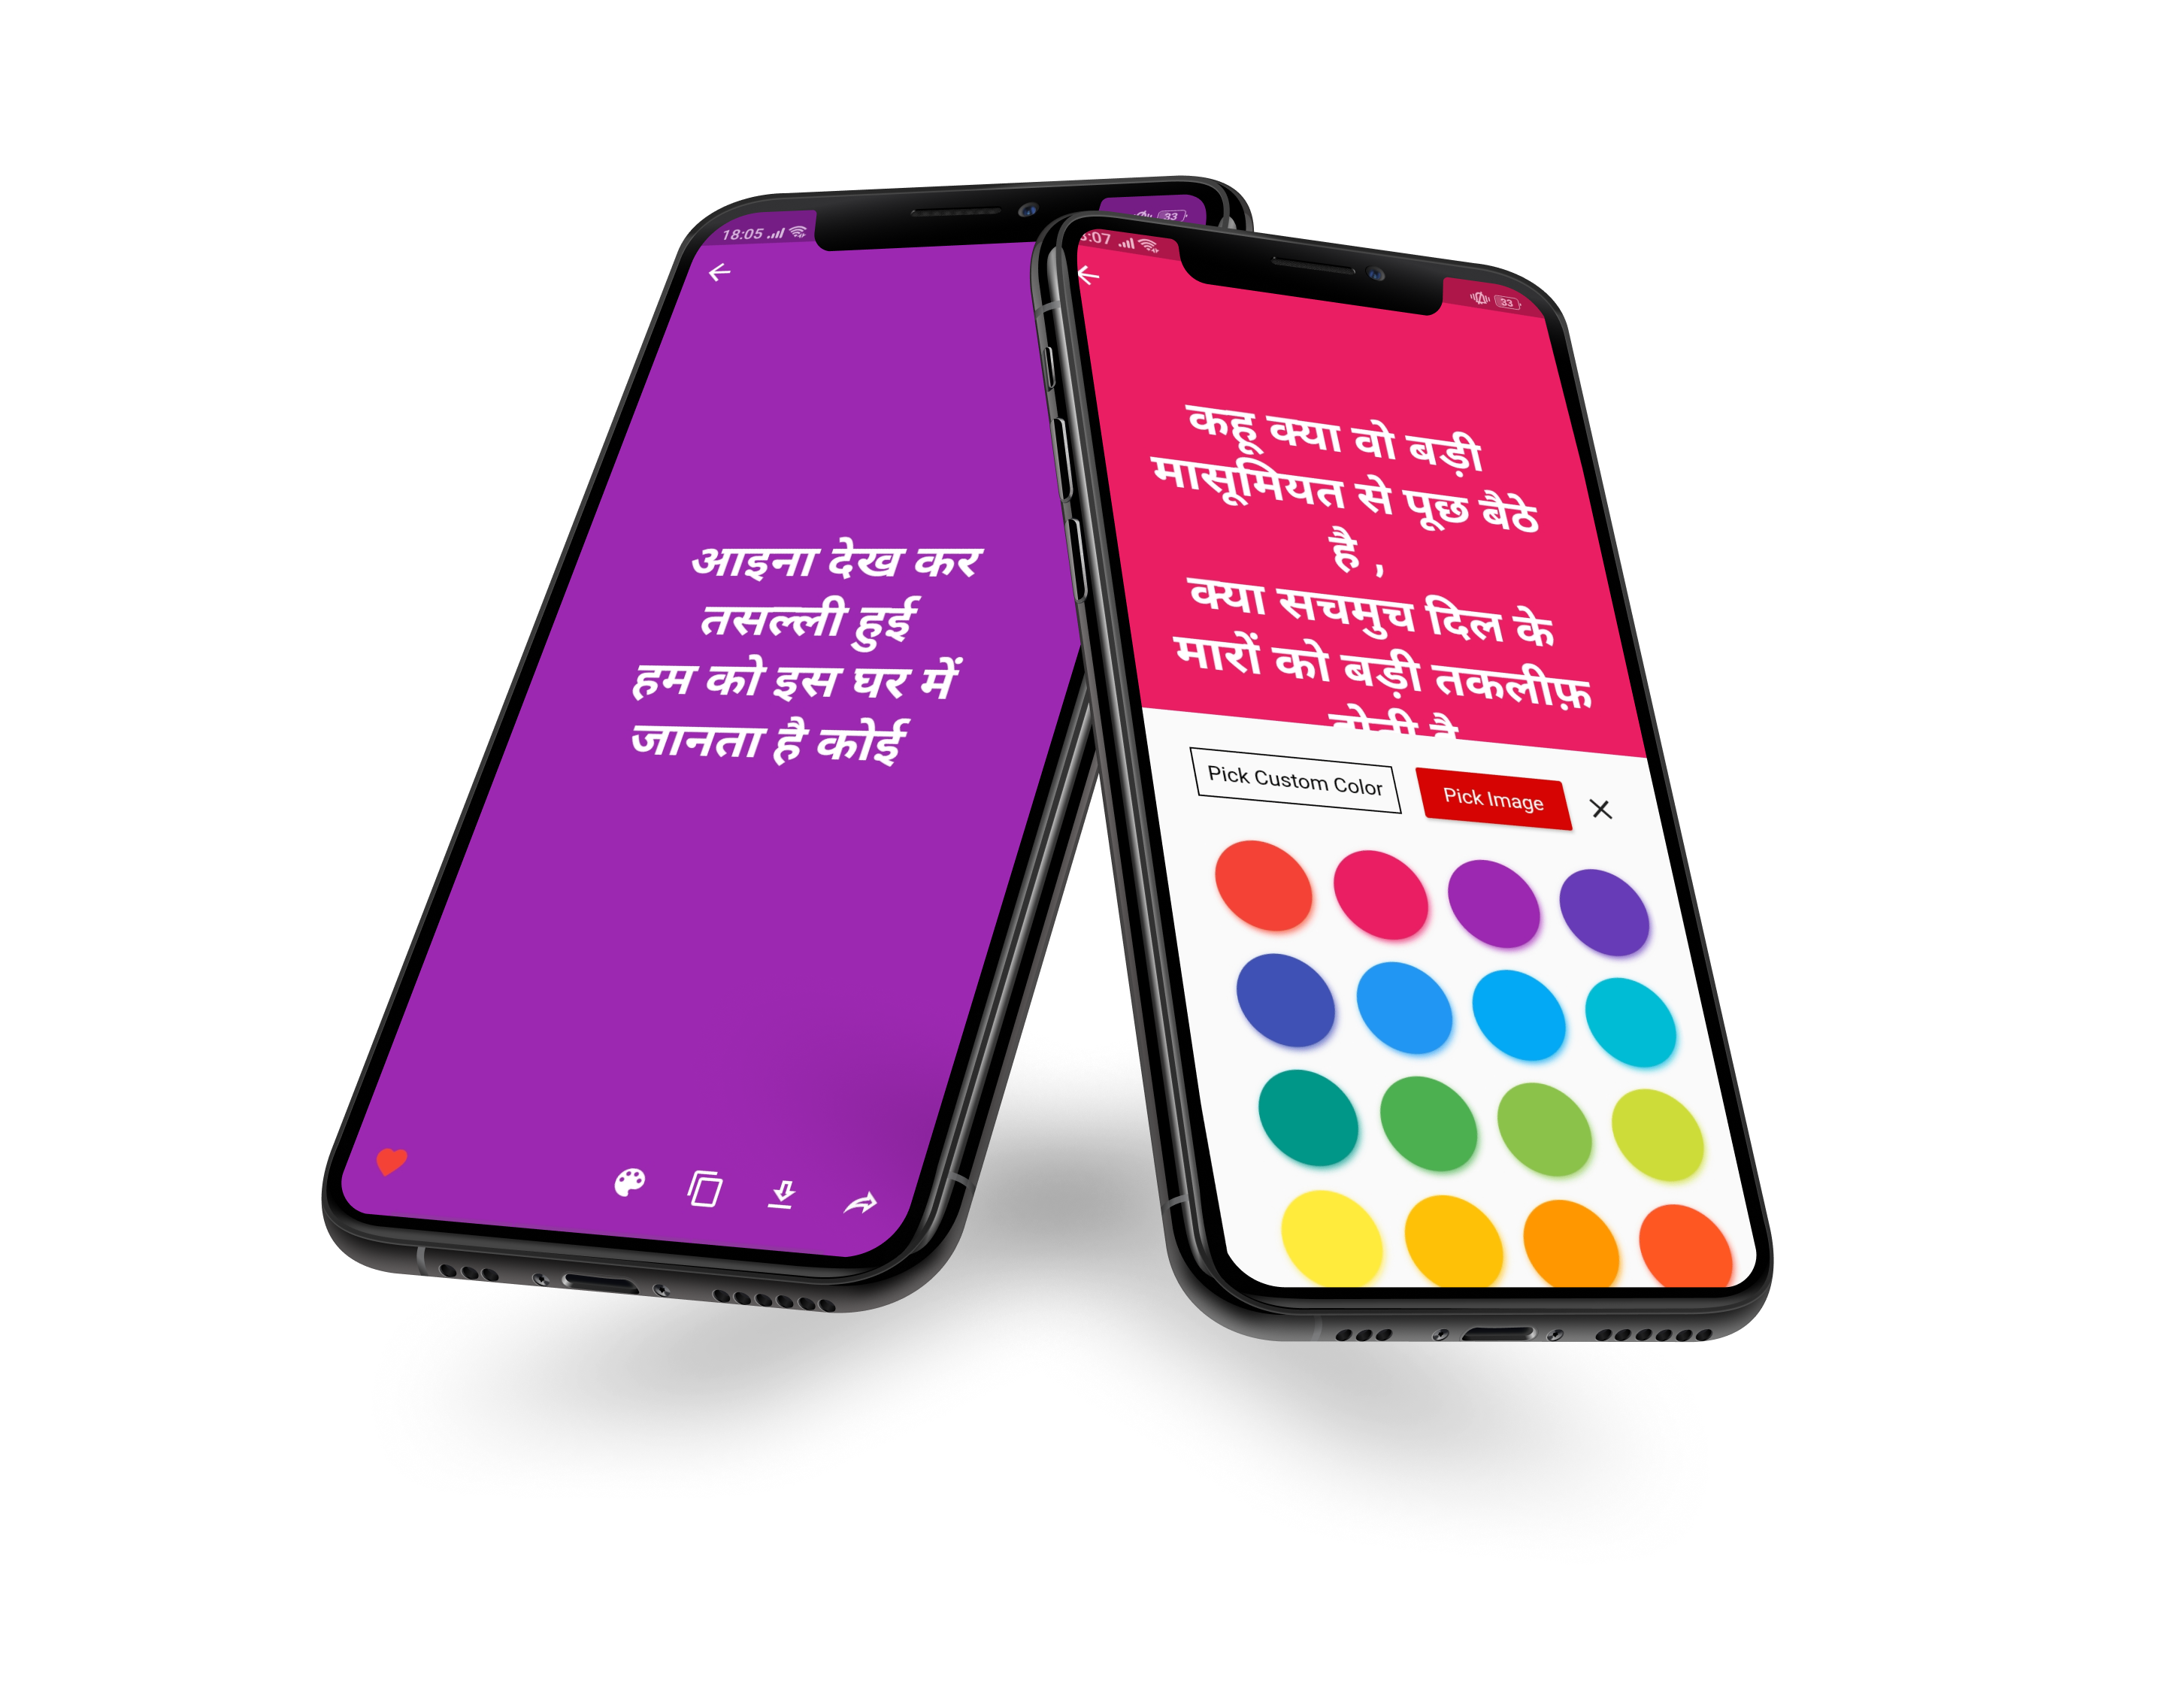 18:05
33
आइना देख कर
तसल्ली हुई
हम को इस घर में
जानता है कोई
:07
33
कहू क्या वो बड़ी
मासूमियत से पूछ बैठे
है ,
क्या सचमुच दिल के
मारों को बड़ी तकलीफ़
Pick Custom Color
Pick Image